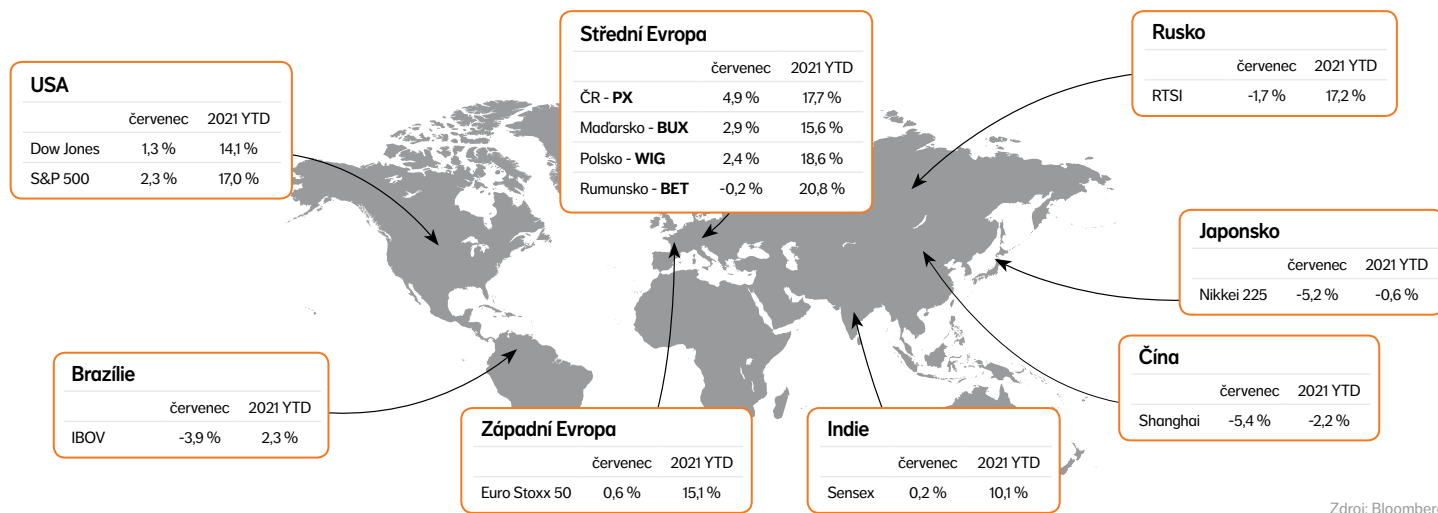 USA
červenec 2021 YTD
Dow Jones 1,3 % 14,1 %
S&P 500 2,3 % 17,0 %
Střední Evropa
červenec 2021 YTD
ČR - PX 4,9 % 17,7 %
Maďarsko - BUX 2,9 % 15,6 %
Polsko - WIG 2,4 % 18,6 %
Rumunsko - BET -0,2 % 20,8 %
Rusko
červenec 2021 YTD
RTSI -1,7 % 17,2 %
Japonsko
červenec 2021 YTD
Nikkei 225 -5,2 % -0,6 %
Čína
červenec 2021 YTD
Shanghai -5,4 % -2,2 %
Brazílie
červenec 2021 YTD
IBOV -3,9 % 2,3 %
Západní Evropa
červenec 2021 YTD
Euro Stoxx 50 0,6 % 15,1 %
Indie
červenec 2021 YTD
Sensex 0,2 % 10,1 %
Zdroj: Bloomberg